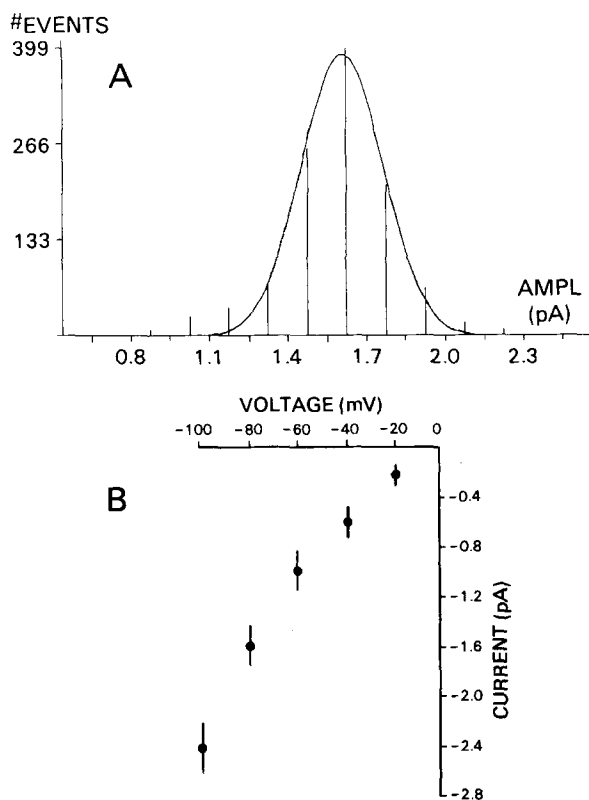 #EVENTS
399
A
266
133
AMPL
(pA)
0.8 1.1 1.4 1.7 2.0 2.3
VOLTAGE (mV)
-100 -80 -60 -40 -20 0
B
-0.4
-0.8
-1.2
-1.6
-2.0
-2.4
-2.8
CURRENT (pA)